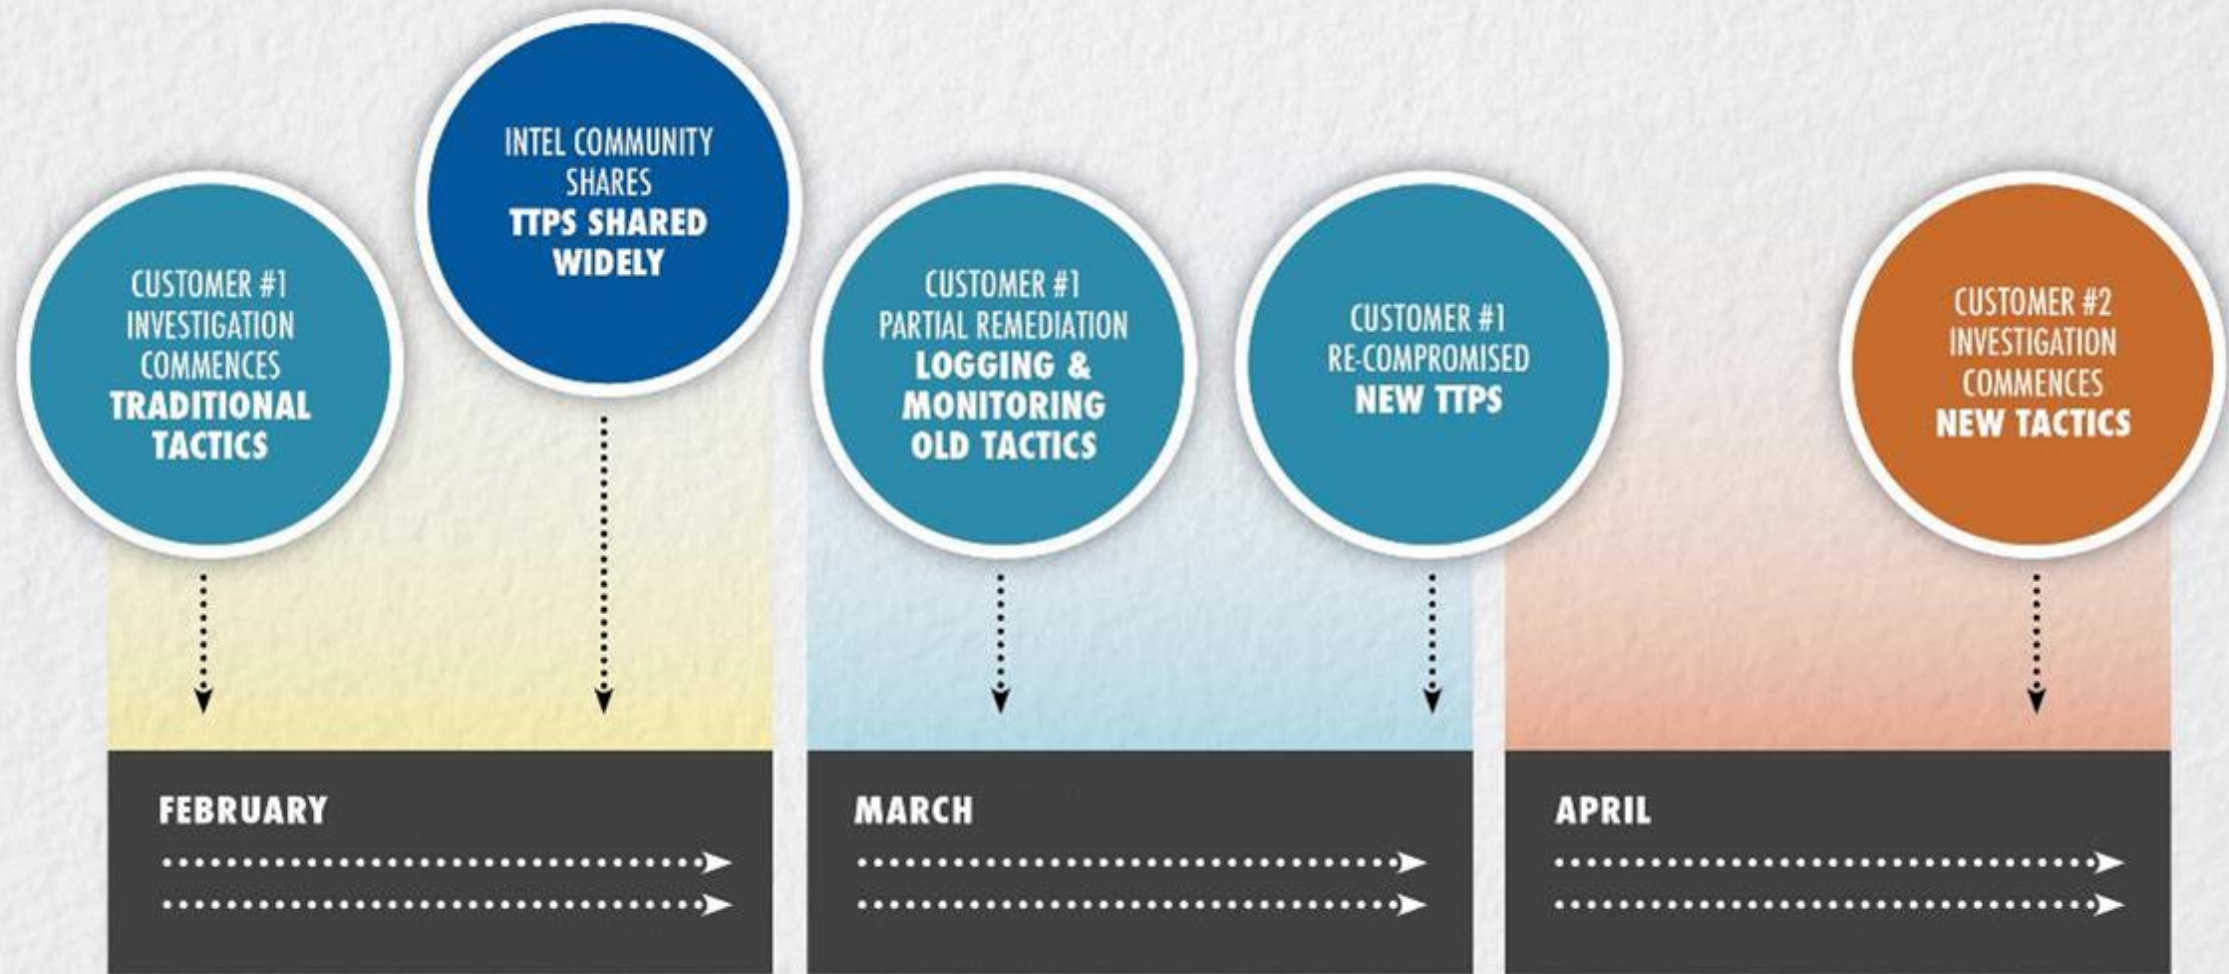 CUSTOMER #1
INVESTIGATION
COMMENCES
TRADITIONAL
TACTICS
INTEL COMMUNITY
SHARES
TTPS SHARED
WIDELY
CUSTOMER #1
PARTIAL REMEDIATION
LOGGING &
MONITORING
OLD TACTICS
CUSTOMER #1
RE-COMPROMISED
NEW TTPS
CUSTOMER #2
INVESTIGATION
COMMENCES
NEW TACTICS
FEBRUARY
MARCH
APRIL